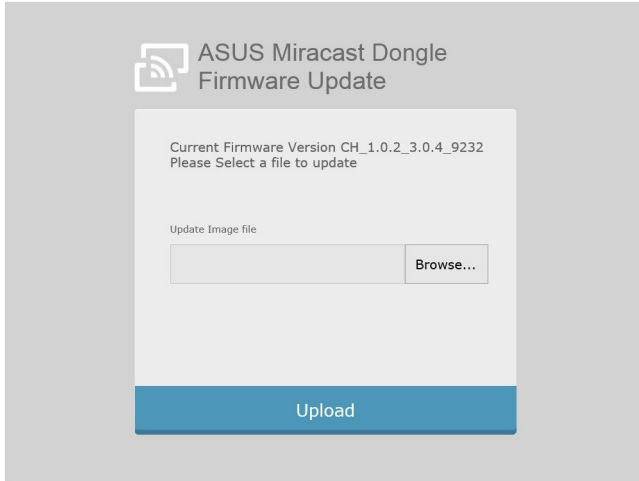 ASUS Miracast Dongle
Firmware Update
Current Firmware Version CH_1.0.2_3.0.4_9232
Please Select a file to update
Update Image file
Browse...
Upload